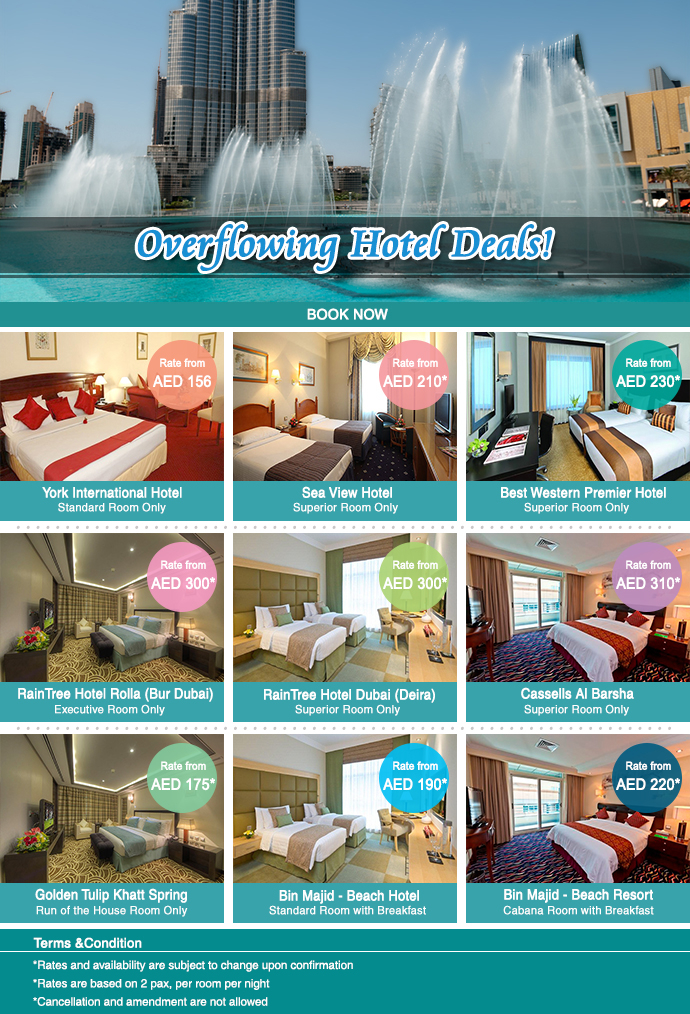 Overflowing Hotel Deals!
BOOK NOW
Rate from
AED 156
York International Hotel
Standard Room Only
Rate from
AED 210*
Sea View Hotel
Superior Room Only
Rate from
AED 230*
Best Western Premier Hotel
Superior Room Only
Rate from
AED 300*
RainTree Hotel Rolla (Bur Dubai)
Executive Room Only
Rate from
AED 300*
RainTree Hotel Dubai (Deira)
Superior Room Only
Rate from
AED 310*
Cassells Al Barsha
Superior Room Only
Rate from
AED 175*
Golden Tulip Khatt Spring
Run of the House Room Only
Rate from
AED 190*
Bin Majid - Beach Hotel
Standard Room with Breakfast
Rate from
AED 220*
Bin Majid - Beach Resort
Cabana Room with Breakfast
Terms &Condition
*Rates and availability are subject to change upon confirmation
*Rates are based on 2 pax, per room per night
*Cancellation and amendment are not allowed